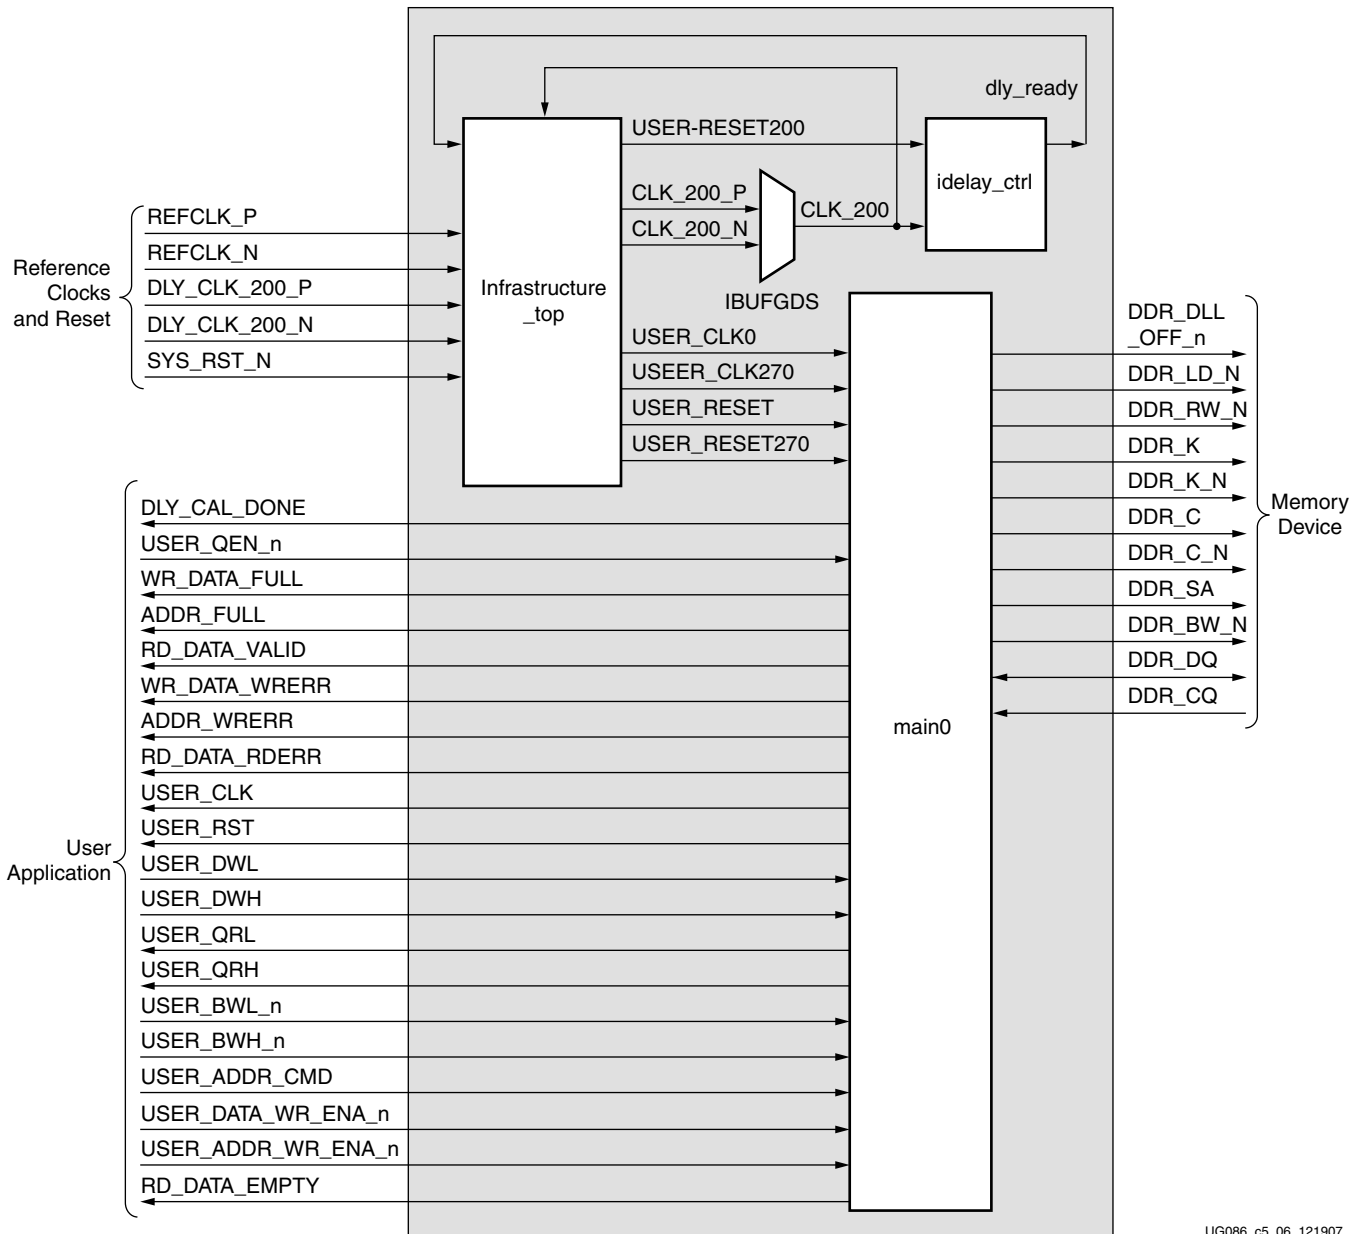 dly_ready
USER-RESET200
idelay_ctrl
CLK_200_P
CLK_200
CLK_200_N
IBUFGDS
Infrastructure
_top
REFCLK_P
REFCLK_N
DLY_CLK_200_P
DLY_CLK_200_N
SYS_RST_N
Reference
Clocks
and Reset
USER_CLK0
USEER_CLK270
USER_RESET
USER_RESET270
DDR_DLL
_OFF_n
DDR_LD_N
DDR_RW_N
DDR_K
DDR_K_N
DDR_C
DDR_C_N
DDR_SA
DDR_BW_N
DDR_DQ
DDR_CQ
Memory
Device
main0
DLY_CAL_DONE
USER_QEN_n
WR_DATA_FULL
ADDR_FULL
RD_DATA_VALID
WR_DATA_WRERR
ADDR_WRERR
RD_DATA_RDERR
USER_CLK
USER_RST
USER_DWL
USER_DWH
USER_QRL
USER_QRH
USER_BWL_n
USER_BWH_n
USER_ADDR_CMD
USER_DATA_WR_ENA_n
USER_ADDR_WR_ENA_n
RD_DATA_EMPTY
User
Application
UG086_c5_06_121907